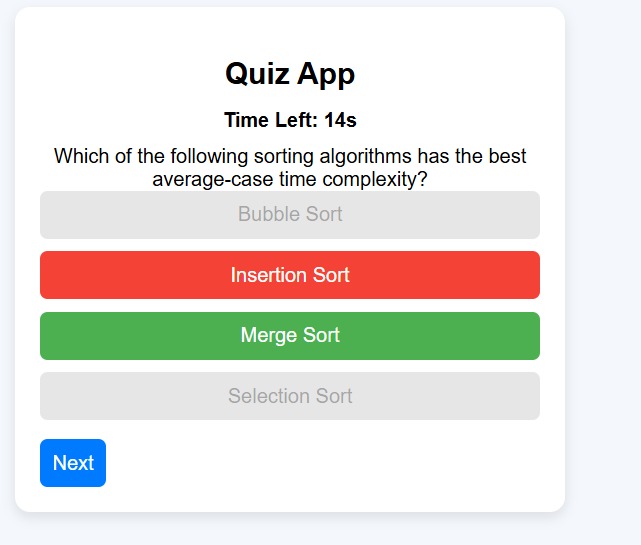 Quiz App
Time Left: 14s
Which of the following sorting algorithms has the best
average-case time complexity?
Bubble Sort
Insertion Sort
Merge Sort
Selection Sort
Next